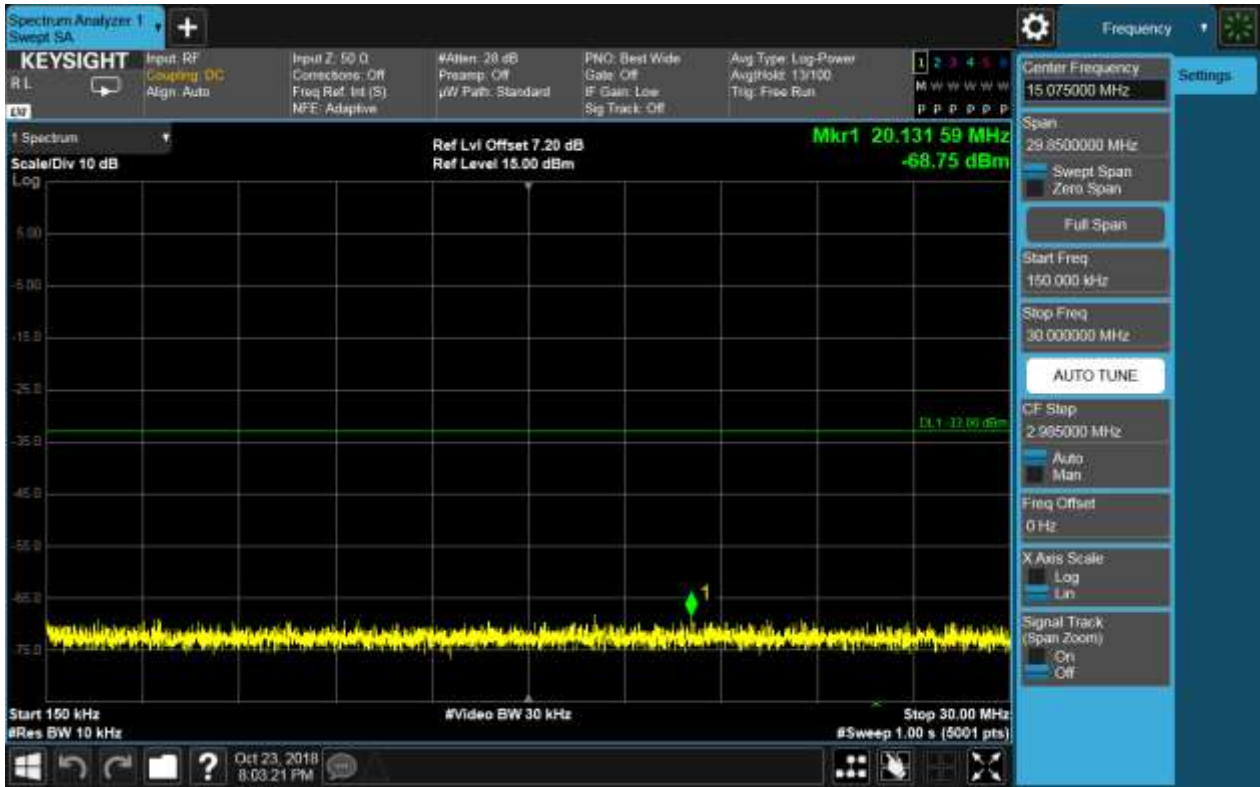 Spectrum Analyzer 1
Swept SA
KEYSIGHT
R L
Input: RF
Coupling: DC
Align: Auto
Input Z: 50 Ω
Corrections: Off
Freq Ref: Int (S)
NFE: Adaptive
#Atten: 28 dB
Preamp: Off
µW Path: Standard
PNO: Best Wide
Gate: Off
IF Gain: Low
Sig Track: Off
Avg Type: Log-Power
Avg|Hold: 13/100
Trig: Free Run
1 2 3 4 5 6
M W W W W W
P P P P P P
1 Spectrum
Scale/Div 10 dB
Log
Ref Lvl Offset 7.20 dB
Ref Level 15.00 dBm
Mkr1 20.131 59 MHz
-68.75 dBm
5.00
-5.00
-15.0
-25.0
-35.0
-45.0
-55.0
-65.0
-75.0
DL1 -33.00 dBm
1
Start 150 kHz
#Res BW 10 kHz
#Video BW 30 kHz
Stop 30.00 MHz
#Sweep 1.00 s (5001 pts)
Oct 23, 2018
8:03:21 PM
Frequency
Settings
Center Frequency
15.075000 MHz
Span
29.8500000 MHz
Swept Span
Zero Span
Full Span
Start Freq
150.000 kHz
Stop Freq
30.000000 MHz
AUTO TUNE
CF Step
2.985000 MHz
Auto
Man
Freq Offset
0 Hz
X Axis Scale
Log
Lin
Signal Track
(Span Zoom)
On
Off